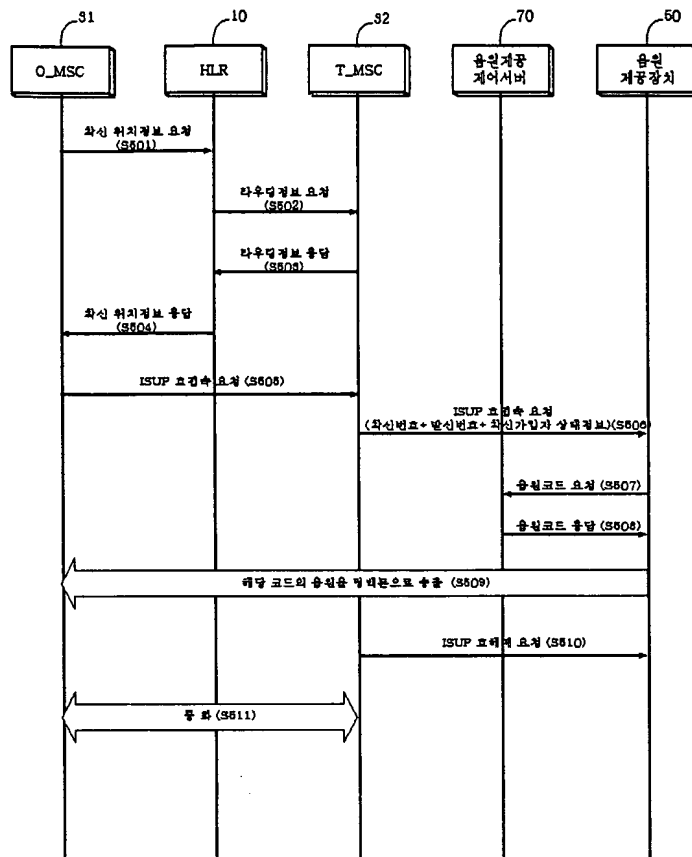 31
10
32
70
50
O_MSC
HLR
T_MSC
음원제공
제어서버
음원
제공장치
착신 위치정보 요청
(S501)
라우팅정보 요청
(S502)
라우팅정보 응답
(S503)
착신 위치정보 응답
(S504)
ISUP 호접속 요청 (S505)
ISUP 호접속 요청
(착신번호+ 발신번호+ 착신가입자 상태정보)(S506)
음원코드 요청 (S507)
음원코드 응답 (S508)
해당 코드의 음원을 링백톤으로 송출 (S509)
ISUP 호해제 요청 (S510)
통 화 (S511)